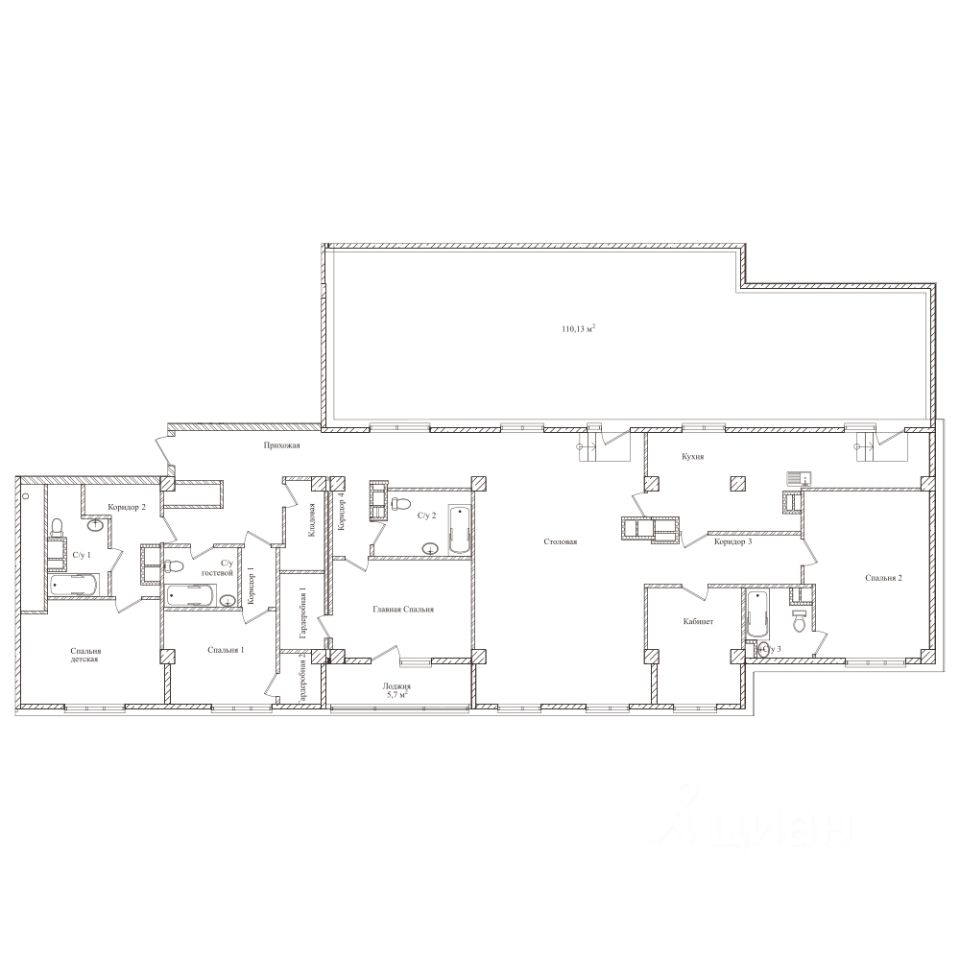 110,13 м²
Прихожая
Кухня
Коридор 2
Коридор 4
С/у 2
Кладовая
Столовая
Коридор 3
С/у 1
С/у
гостевой
Коридор 1
Спальня 2
Гардеробная 1
Главная Спальня
Кабинет
Спальня
детская
Спальня 1
С/у 3
Гардеробная 2
Лоджия
5,7 м²
циан